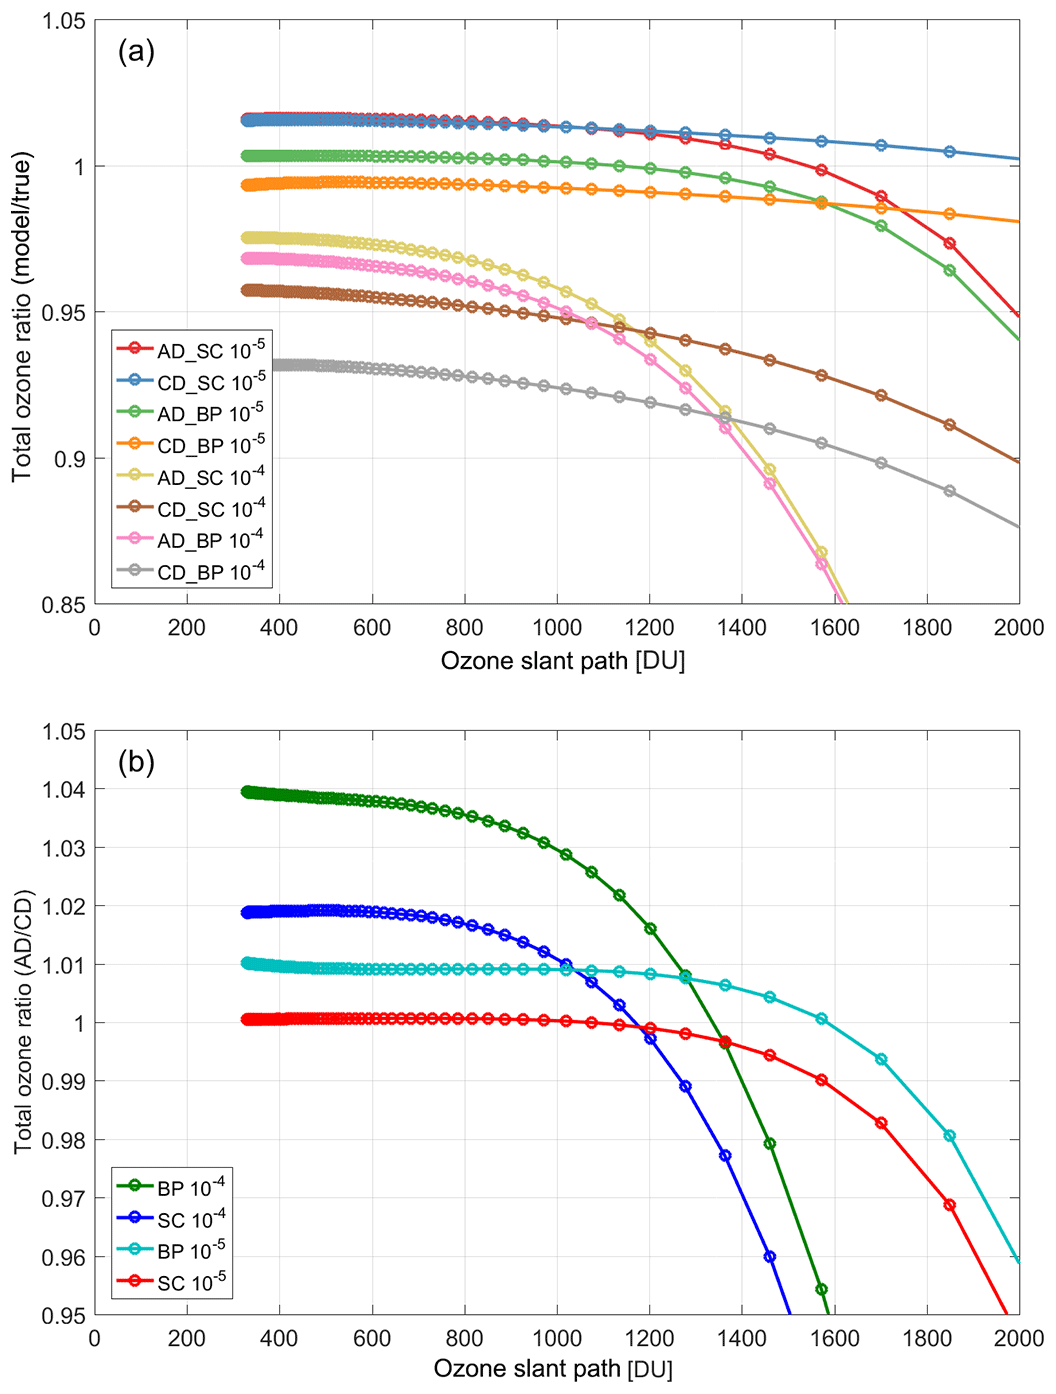 1.05
(a)
1
0.95
0.9
0.85
Total ozone ratio (model/true)
AD_SC 10-5
CD_SC 10-5
AD_BP 10-5
CD_BP 10-5
AD_SC 10-4
CD_SC 10-4
AD_BP 10-4
CD_BP 10-4
0 200 400 600 800 1000 1200 1400 1600 1800 2000
Ozone slant path [DU]
1.05
(b)
1.04
1.03
1.02
1.01
1
0.99
0.98
0.97
0.96
0.95
Total ozone ratio (AD/CD)
BP 10-4
SC 10-4
BP 10-5
SC 10-5
0 200 400 600 800 1000 1200 1400 1600 1800 2000
Ozone slant path [DU]